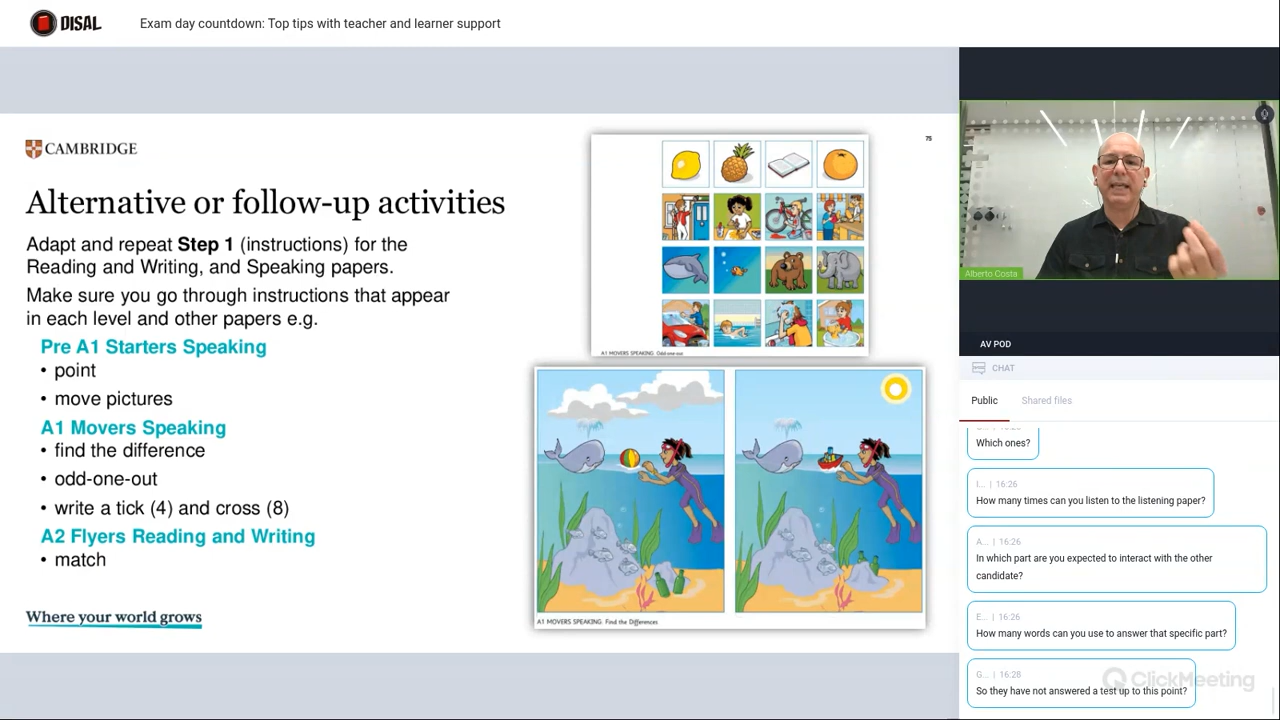 DISAL
Exam day countdown: Top tips with teacher and learner support
CAMBRIDGE
75
Alternative or follow-up activities
Adapt and repeat Step 1 (instructions) for the
Reading and Writing, and Speaking papers.
Make sure you go through instructions that appear
in each level and other papers e.g.
Pre A1 Starters Speaking
• point
• move pictures
A1 Movers Speaking
• find the difference
• odd-one-out
• write a tick (4) and cross (8)
A2 Flyers Reading and Writing
• match
Where your world grows
A1 MOVERS SPEAKING. Odd-one-out
A1 MOVERS SPEAKING. Find the Differences
Alberto Costa
AV POD
CHAT
Public
Shared files
Which ones?
I... | 16:26
How many times can you listen to the listening paper?
A... | 16:26
In which part are you expected to interact with the other
candidate?
E... | 16:26
How many words can you use to answer that specific part?
G... | 16:28
So they have not answered a test up to this point?
ClickMeeting